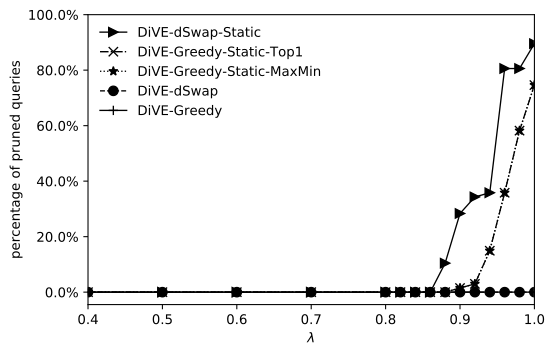 100.0%
80.0%
60.0%
40.0%
20.0%
0.0%
percentage of pruned queries
DiVE-dSwap-Static
DiVE-Greedy-Static-Top1
DiVE-Greedy-Static-MaxMin
DiVE-dSwap
DiVE-Greedy
0.4 0.5 0.6 0.7 0.8 0.9 1.0
λ